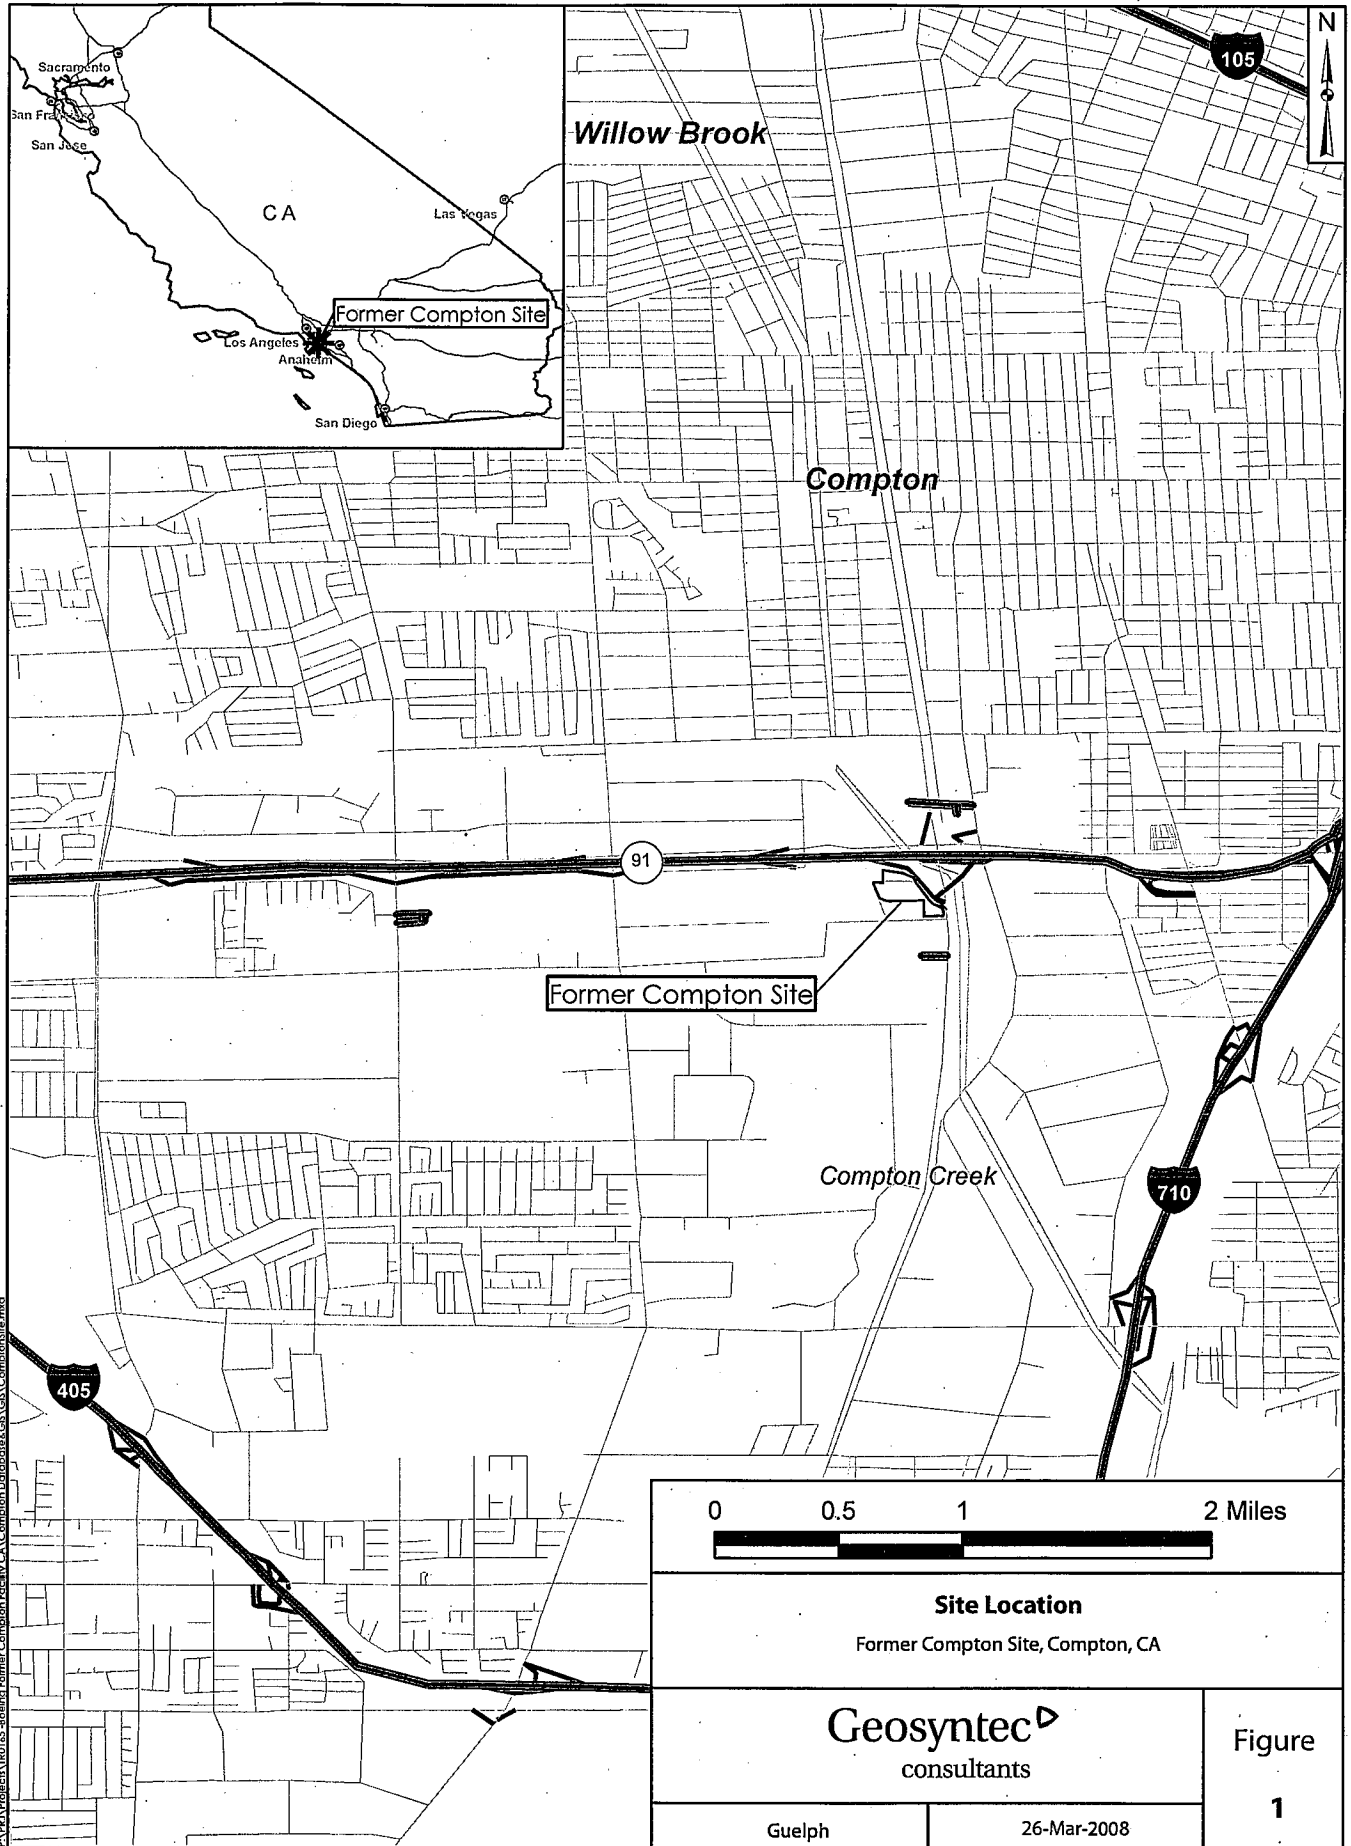 N
105
Sacramento
San Francisco
San Jose
Willow Brook
CA
Las Vegas
Former Compton Site
Los Angeles
Anaheim
San Diego
Compton
91
Former Compton Site
Compton Creek
710
405
0 0.5 1 2 Miles
Site Location
Former Compton Site, Compton, CA
Geosyntec
consultants
Figure
1
Guelph
26-Mar-2008